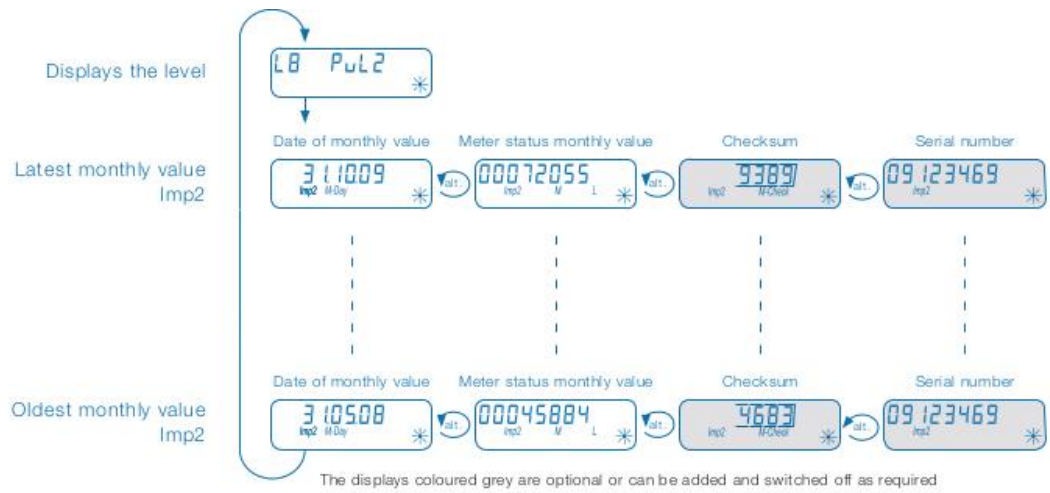 Displays the level
L8 PuL2
Date of monthly value Meter status monthly value Checksum Serial number
Latest monthly value
Imp2
31.10.09 00072055 9389 09123469
Imp2 M-Day Imp2 M L Imp2 M-Check Imp2
alt. alt. alt.
Date of monthly value Meter status monthly value Checksum Serial number
Oldest monthly value
Imp2
31.05.08 00045884 4683 09123469
Imp2 M-Day Imp2 M L Imp2 M-Check Imp2
alt. alt. alt.
The displays coloured grey are optional or can be added and switched off as required